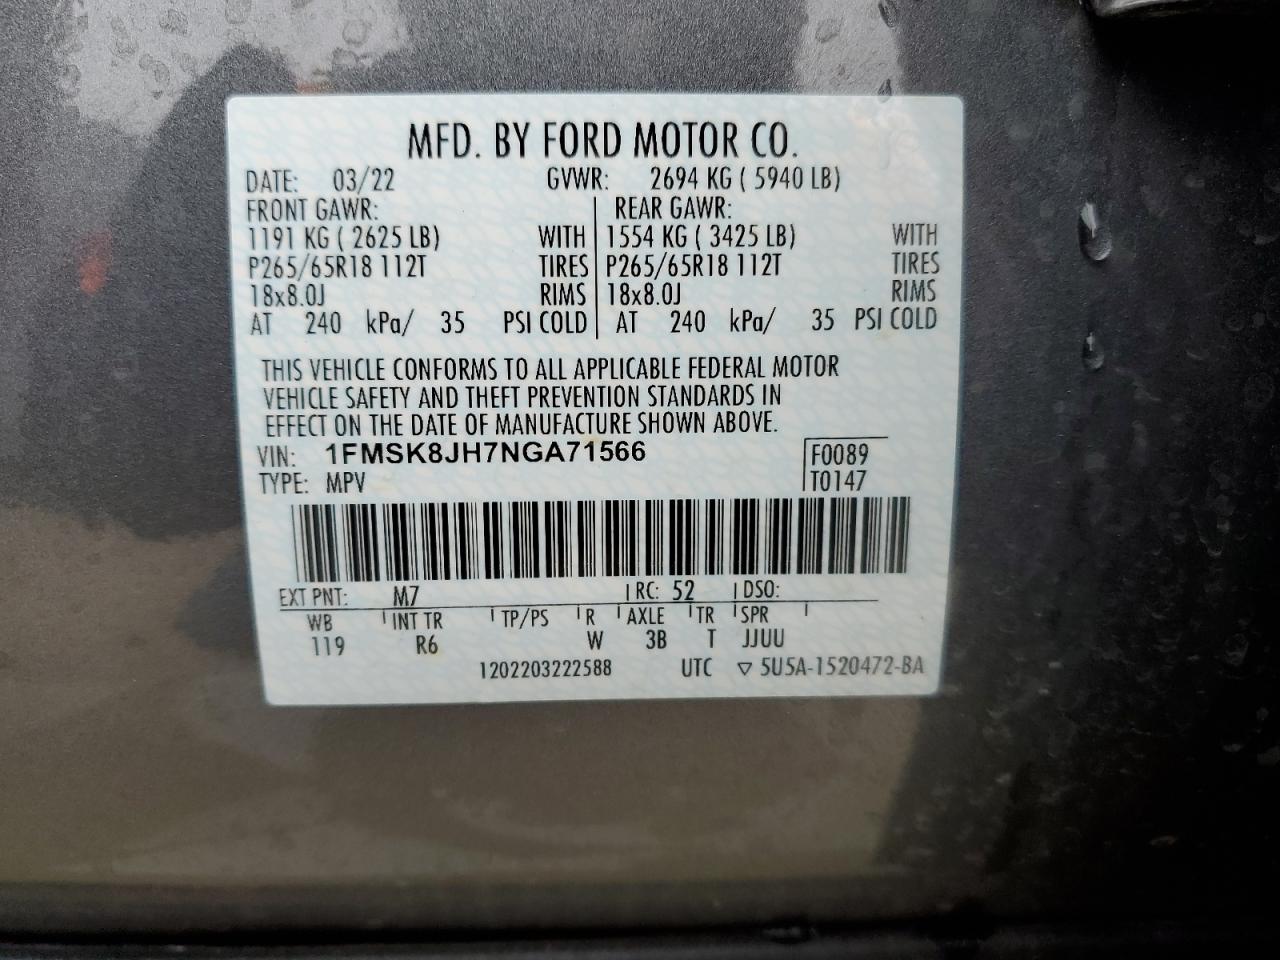 MFD. BY FORD MOTOR CO.
DATE: 03/22 GVWR: 2694 KG ( 5940 LB)
FRONT GAWR: REAR GAWR:
1191 KG ( 2625 LB) WITH 1554 KG ( 3425 LB) WITH
P265/65R18 112T TIRES P265/65R18 112T TIRES
18x8.0J RIMS 18x8.0J RIMS
AT 240 kPa/ 35 PSI COLD AT 240 kPa/ 35 PSI COLD
THIS VEHICLE CONFORMS TO ALL APPLICABLE FEDERAL MOTOR
VEHICLE SAFETY AND THEFT PREVENTION STANDARDS IN
EFFECT ON THE DATE OF MANUFACTURE SHOWN ABOVE.
VIN: 1FMSK8JH7NGA71566 F0089
TYPE: MPV T0147
EXT PNT: M7 RC: 52 DSO:
WB INT TR TP/PS R AXLE TR SPR
119 R6 W 3B T JJUU
1202203222588 UTC ▽ 5U5A-1520472-BA